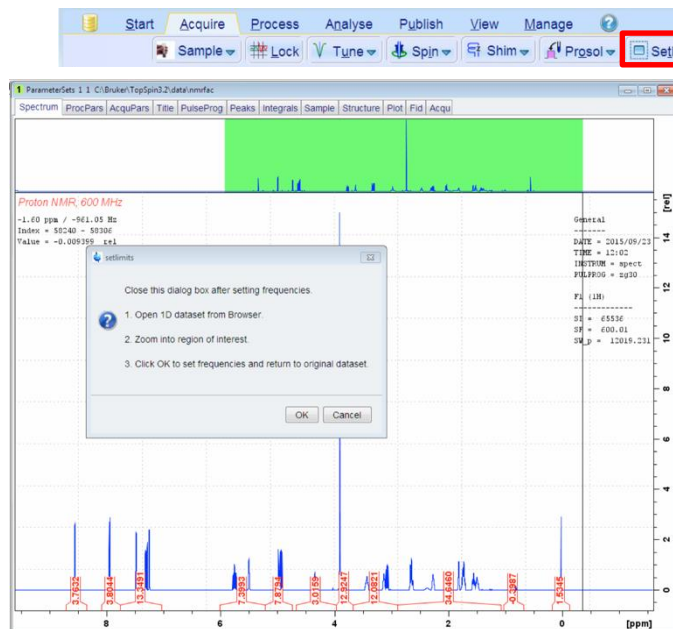 Start Acquire Process Analyse Publish View Manage
Sample Lock Tune Spin Shim Prosol Set
1 ParameterSets 1 1 C:\Bruker\TopSpin3.2\data\nmrfac
Spectrum ProcPars AcquPars Title PulseProg Peaks Integrals Sample Structure Plot Fid Acqu
Proton NMR, 600 MHz
-1.60 ppm / -961.05 Hz
Index = 58240 - 58306
Value = -0.009399 rel
General
-------
DATE = 2015/09/23
TIME = 12:02
INSTRUM = spect
PULPROG = zg30
F1 (1H)
-------------
SI = 65536
SF = 600.01
SW_p = 12019.231
setlimits
Close this dialog box after setting frequencies.
1. Open 1D dataset from Browser.
2. Zoom into region of interest.
3. Click OK to set frequencies and return to original dataset
OK Cancel
[rel]
14
12
10
8
6
4
2
0
3.7632 3.8044 13.3491 7.3993 7.8794 3.0159 12.9247 12.0821 34.6460 -0.3987 1.5345
8 6 4 2 0 [ppm]